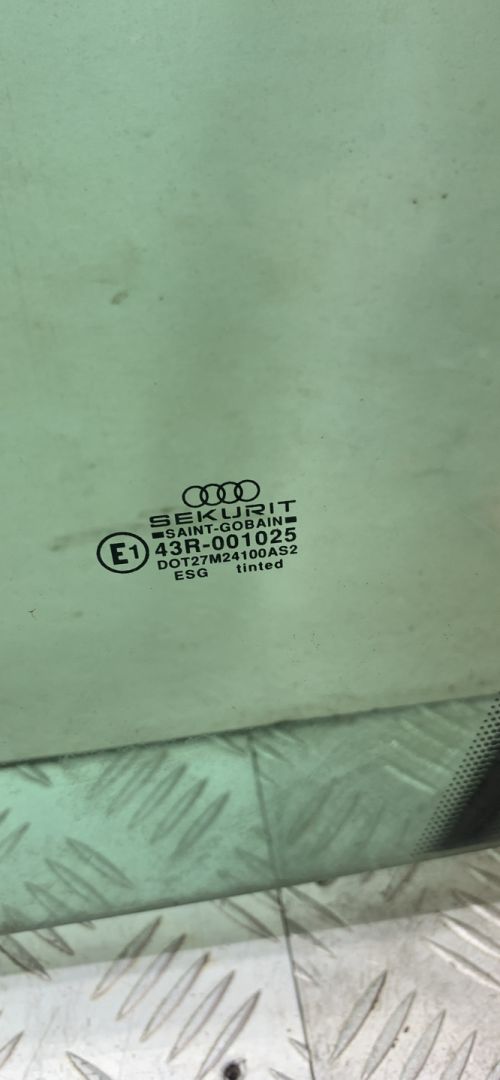 SEKURIT
SAINT-GOBAIN
E1 43R-001025
DOT27M24100AS2
ESG tinted